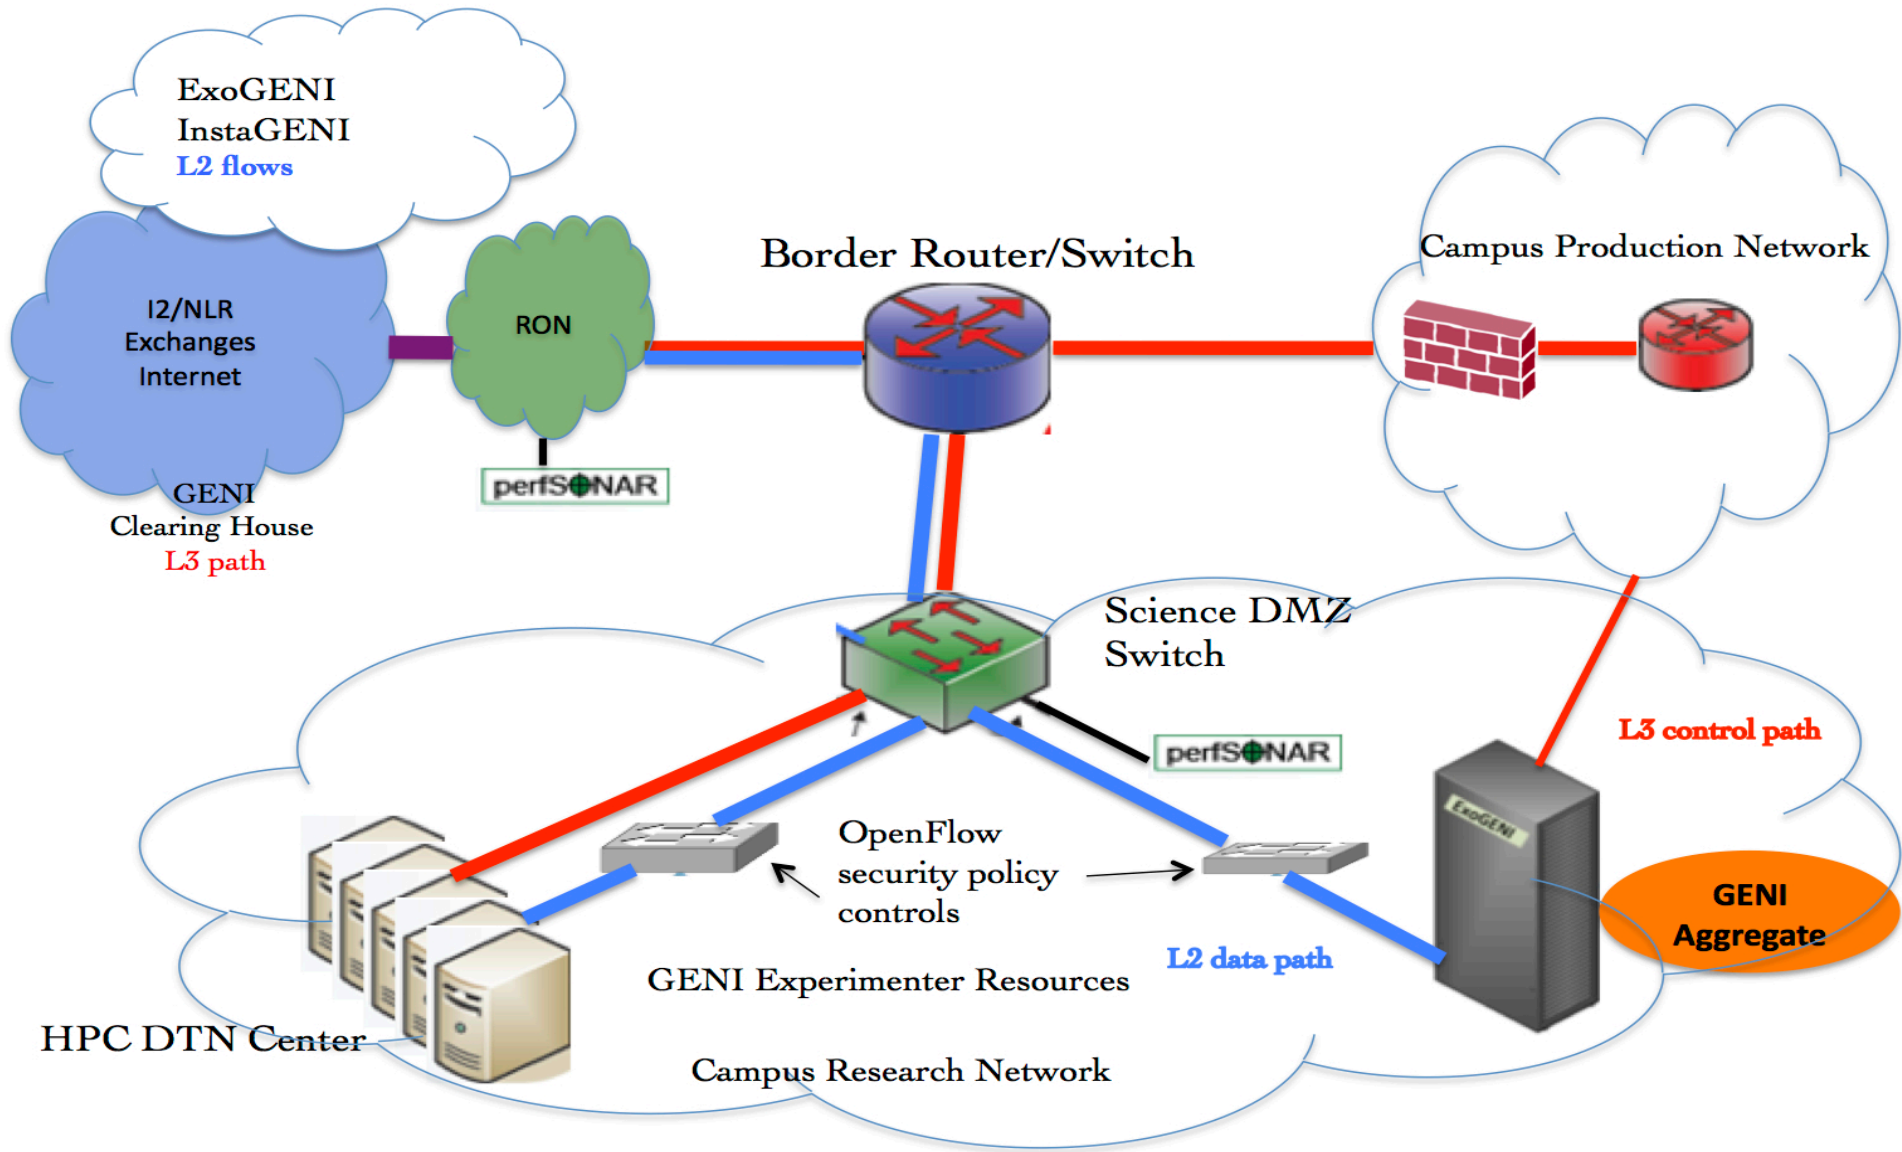 ExoGENI
InstaGENI
L2 flows
I2/NLR
Exchanges
Internet
GENI
Clearing House
L3 path
RON
perfSONAR
Border Router/Switch
Campus Production Network
Science DMZ
Switch
perfSONAR
L3 control path
ExoGENI
GENI
Aggregate
OpenFlow
security policy
controls
L2 data path
GENI Experimenter Resources
HPC DTN Center
Campus Research Network